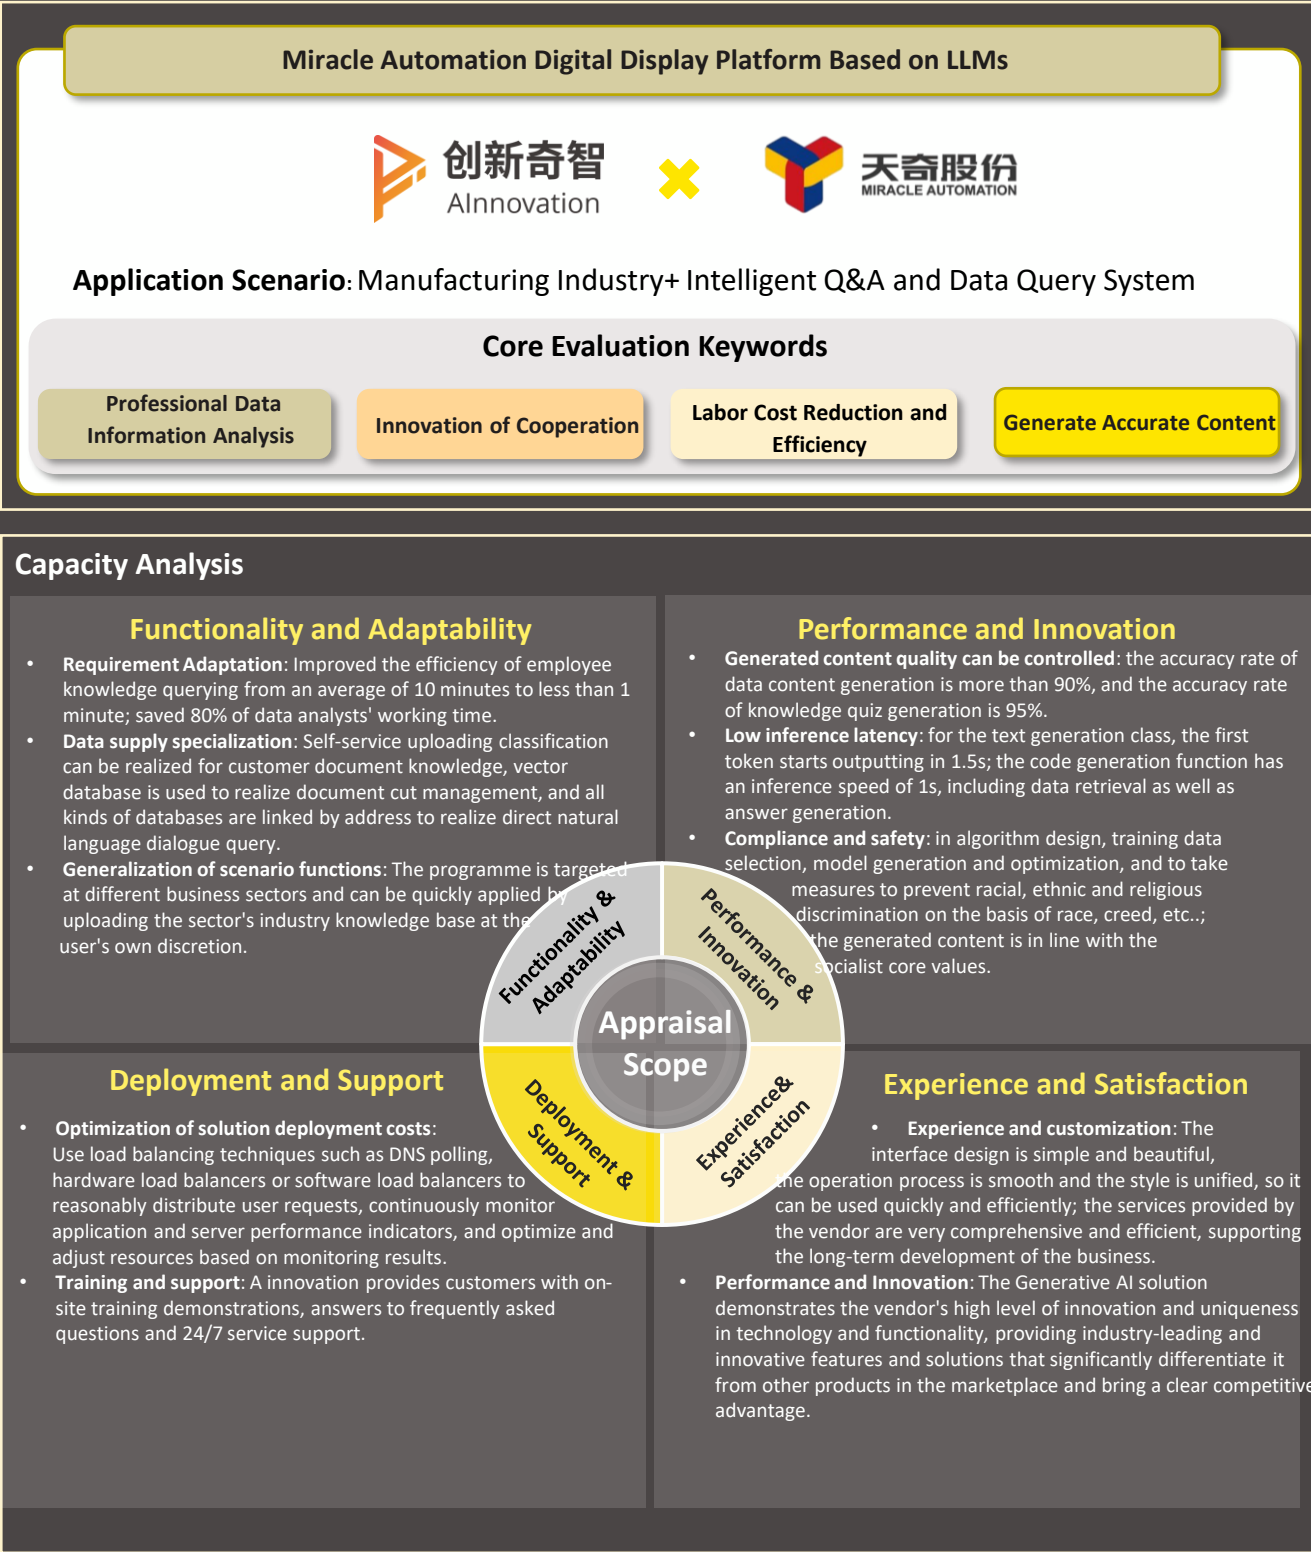 Miracle Automation Digital Display Platform Based on LLMs
创新奇智
AInnovation
天奇股份
MIRACLE AUTOMATION
Application Scenario: Manufacturing Industry+ Intelligent Q&A and Data Query System
Core Evaluation Keywords
Professional Data
Information Analysis
Innovation of Cooperation
Labor Cost Reduction and
Efficiency
Generate Accurate Content
Capacity Analysis
Functionality and Adaptability
• Requirement Adaptation: Improved the efficiency of employee
knowledge querying from an average of 10 minutes to less than 1
minute; saved 80% of data analysts' working time.
• Data supply specialization: Self-service uploading classification
can be realized for customer document knowledge, vector
database is used to realize document cut management, and all
kinds of databases are linked by address to realize direct natural
language dialogue query.
• Generalization of scenario functions: The programme is targeted
at different business sectors and can be quickly applied by
uploading the sector's industry knowledge base at the
user's own discretion.
Performance and Innovation
• Generated content quality can be controlled: the accuracy rate of
data content generation is more than 90%, and the accuracy rate
of knowledge quiz generation is 95%.
• Low inference latency: for the text generation class, the first
token starts outputting in 1.5s; the code generation function has
an inference speed of 1s, including data retrieval as well as
answer generation.
• Compliance and safety: in algorithm design, training data
selection, model generation and optimization, and to take
measures to prevent racial, ethnic and religious
discrimination on the basis of race, creed, etc..;
the generated content is in line with the
socialist core values.
Functionality &
Adaptability
Performance &
Innovation
Appraisal
Scope
Deployment &
Support
Experience&
Satisfaction
Deployment and Support
• Optimization of solution deployment costs:
Use load balancing techniques such as DNS polling,
hardware load balancers or software load balancers to
reasonably distribute user requests, continuously monitor
application and server performance indicators, and optimize and
adjust resources based on monitoring results.
• Training and support: A innovation provides customers with on-
site training demonstrations, answers to frequently asked
questions and 24/7 service support.
Experience and Satisfaction
• Experience and customization: The
interface design is simple and beautiful,
the operation process is smooth and the style is unified, so it
can be used quickly and efficiently; the services provided by
the vendor are very comprehensive and efficient, supporting
the long-term development of the business.
• Performance and Innovation: The Generative AI solution
demonstrates the vendor's high level of innovation and uniqueness
in technology and functionality, providing industry-leading and
innovative features and solutions that significantly differentiate it
from other products in the marketplace and bring a clear competitive
advantage.